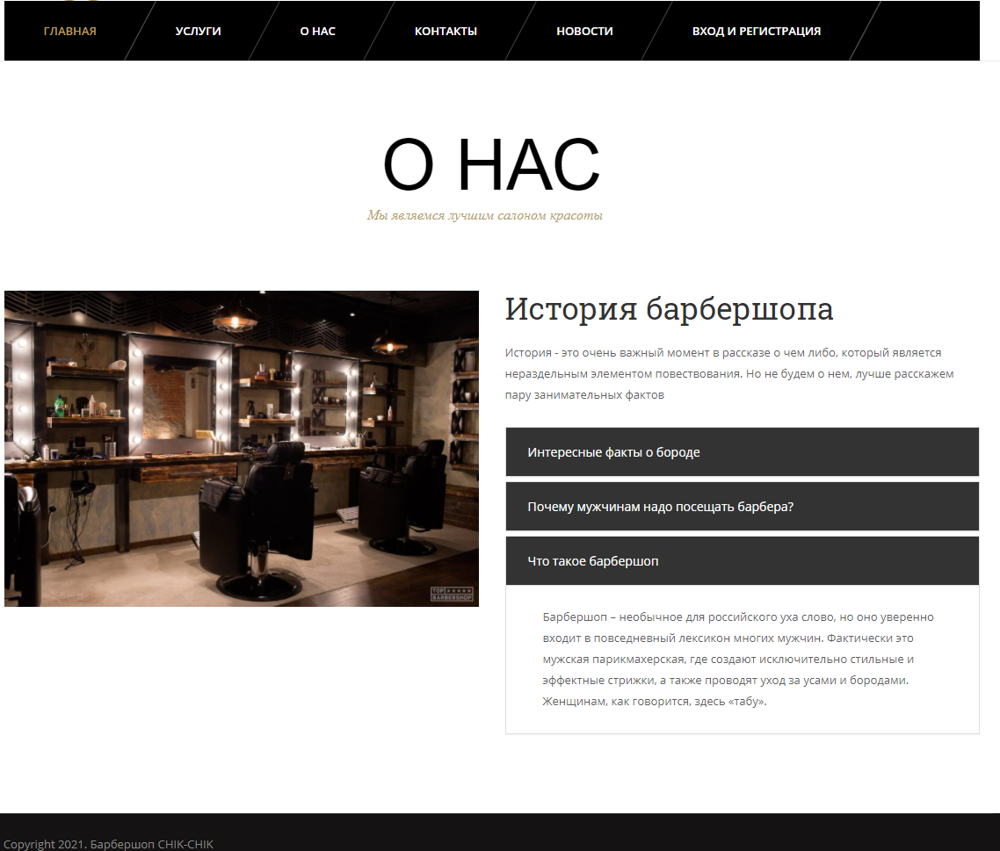 ГЛАВНАЯ УСЛУГИ О НАС КОНТАКТЫ НОВОСТИ ВХОД И РЕГИСТРАЦИЯ
О НАС
Мы являемся лучшим салоном красоты
История барбершопа
История - это очень важный момент в рассказе о чем либо, который является
нераздельным элементом повествования. Но не будем о нем, лучше расскажем
пару занимательных фактов
Интересные факты о бороде
Почему мужчинам надо посещать барбера?
Что такое барбершоп
Барбершоп – необычное для российского уха слово, но оно уверенно
входит в повседневный лексикон многих мужчин. Фактически это
мужская парикмахерская, где создают исключительно стильные и
эффектные стрижки, а также проводят уход за усами и бородами.
Женщинам, как говорится, здесь «табу».
TOP
BARBERSHOP
Copyright 2021. Барбершоп CHIK-CHIK